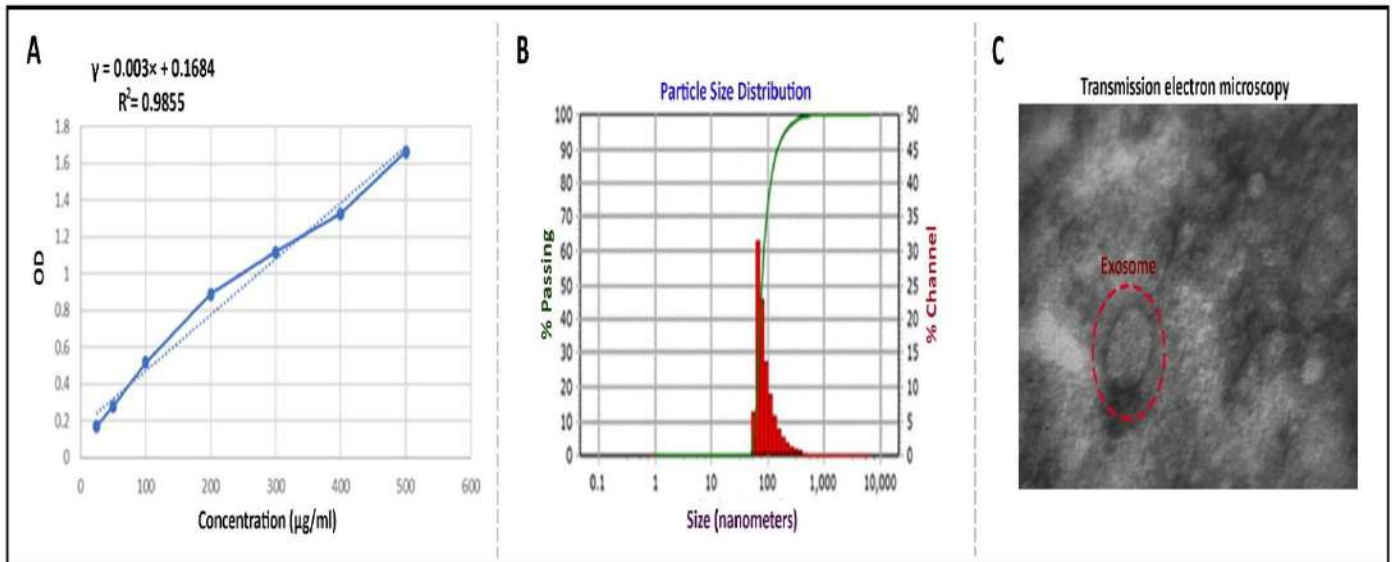 A
γ = 0.003x + 0.1684
R²= 0.9855
1.8
1.6
1.4
1.2
1
0.8
0.6
0.4
0.2
0
OD
0 100 200 300 400 500 600
Concentration (µg/ml)
B
Particle Size Distribution
100
90
80
70
60
50
40
30
20
10
0
% Passing
50
45
40
35
30
25
20
15
10
5
0
% Channel
0.1 1 10 100 1,000 10,000
Size (nanometers)
C
Transmission electron microscopy
Exosome